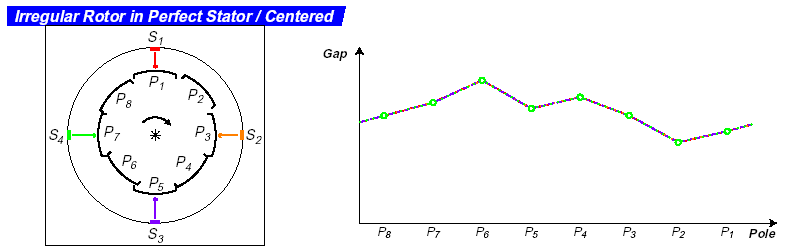 Irregular Rotor in Perfect Stator / Centered
S1
P1
P2
P8
S4
P7
P3
S2
P6
P4
P5
S3
Gap
P8 P7 P6 P5 P4 P3 P2 P1 Pole